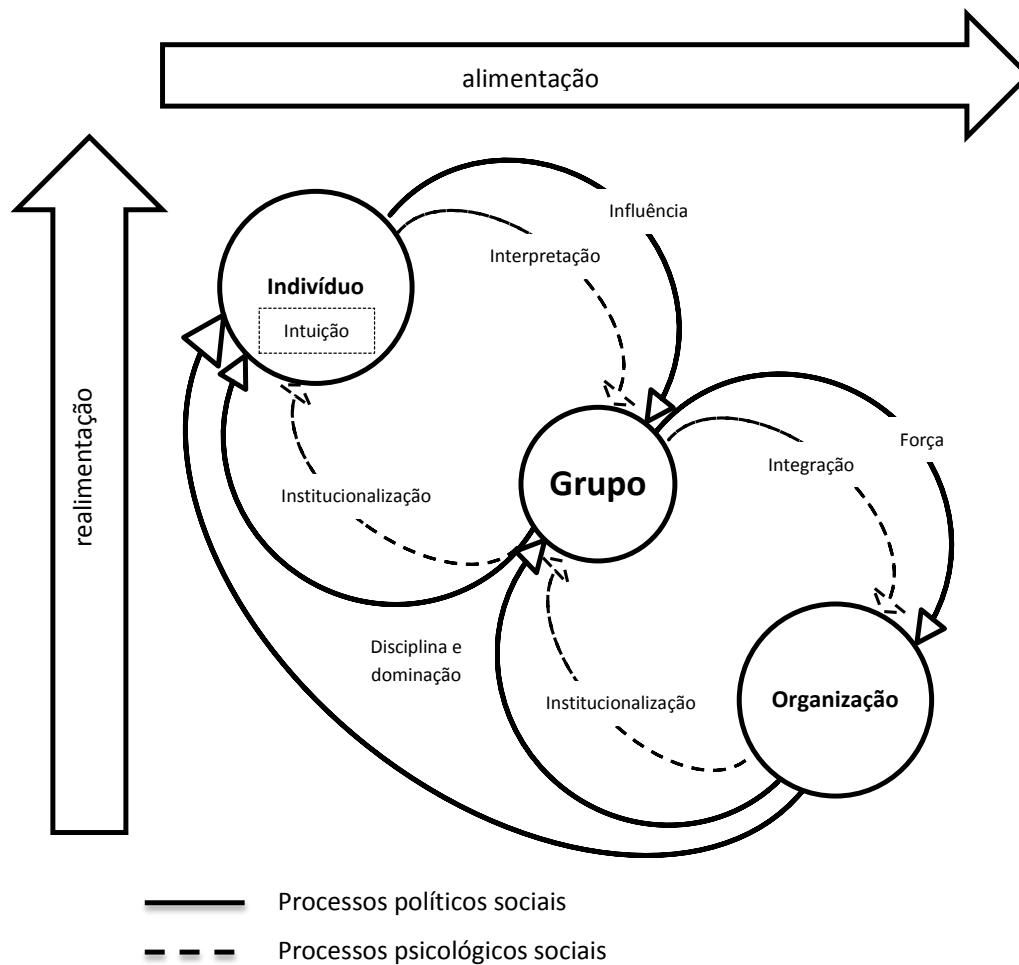 alimentação
realimentação
Influência
Interpretação
Indivíduo
Intuição
Força
Integração
Grupo
Institucionalização
Disciplina e
dominação
Institucionalização
Organização
Processos políticos sociais
Processos psicológicos sociais